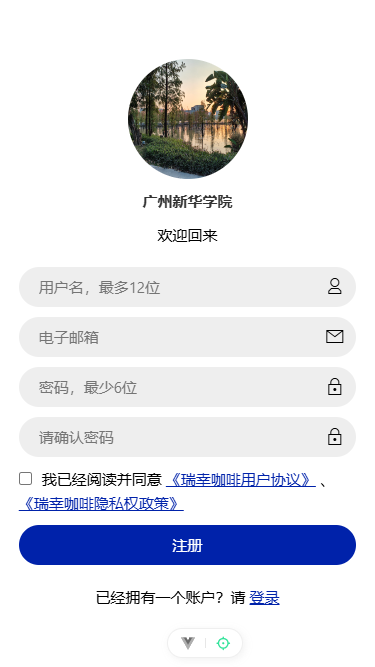 广州新华学院
欢迎回来
用户名，最多12位
电子邮箱
密码，最少6位
请确认密码
我已经阅读并同意 《瑞幸咖啡用户协议》 、
《瑞幸咖啡隐私权政策》
注册
已经拥有一个账户？请 登录